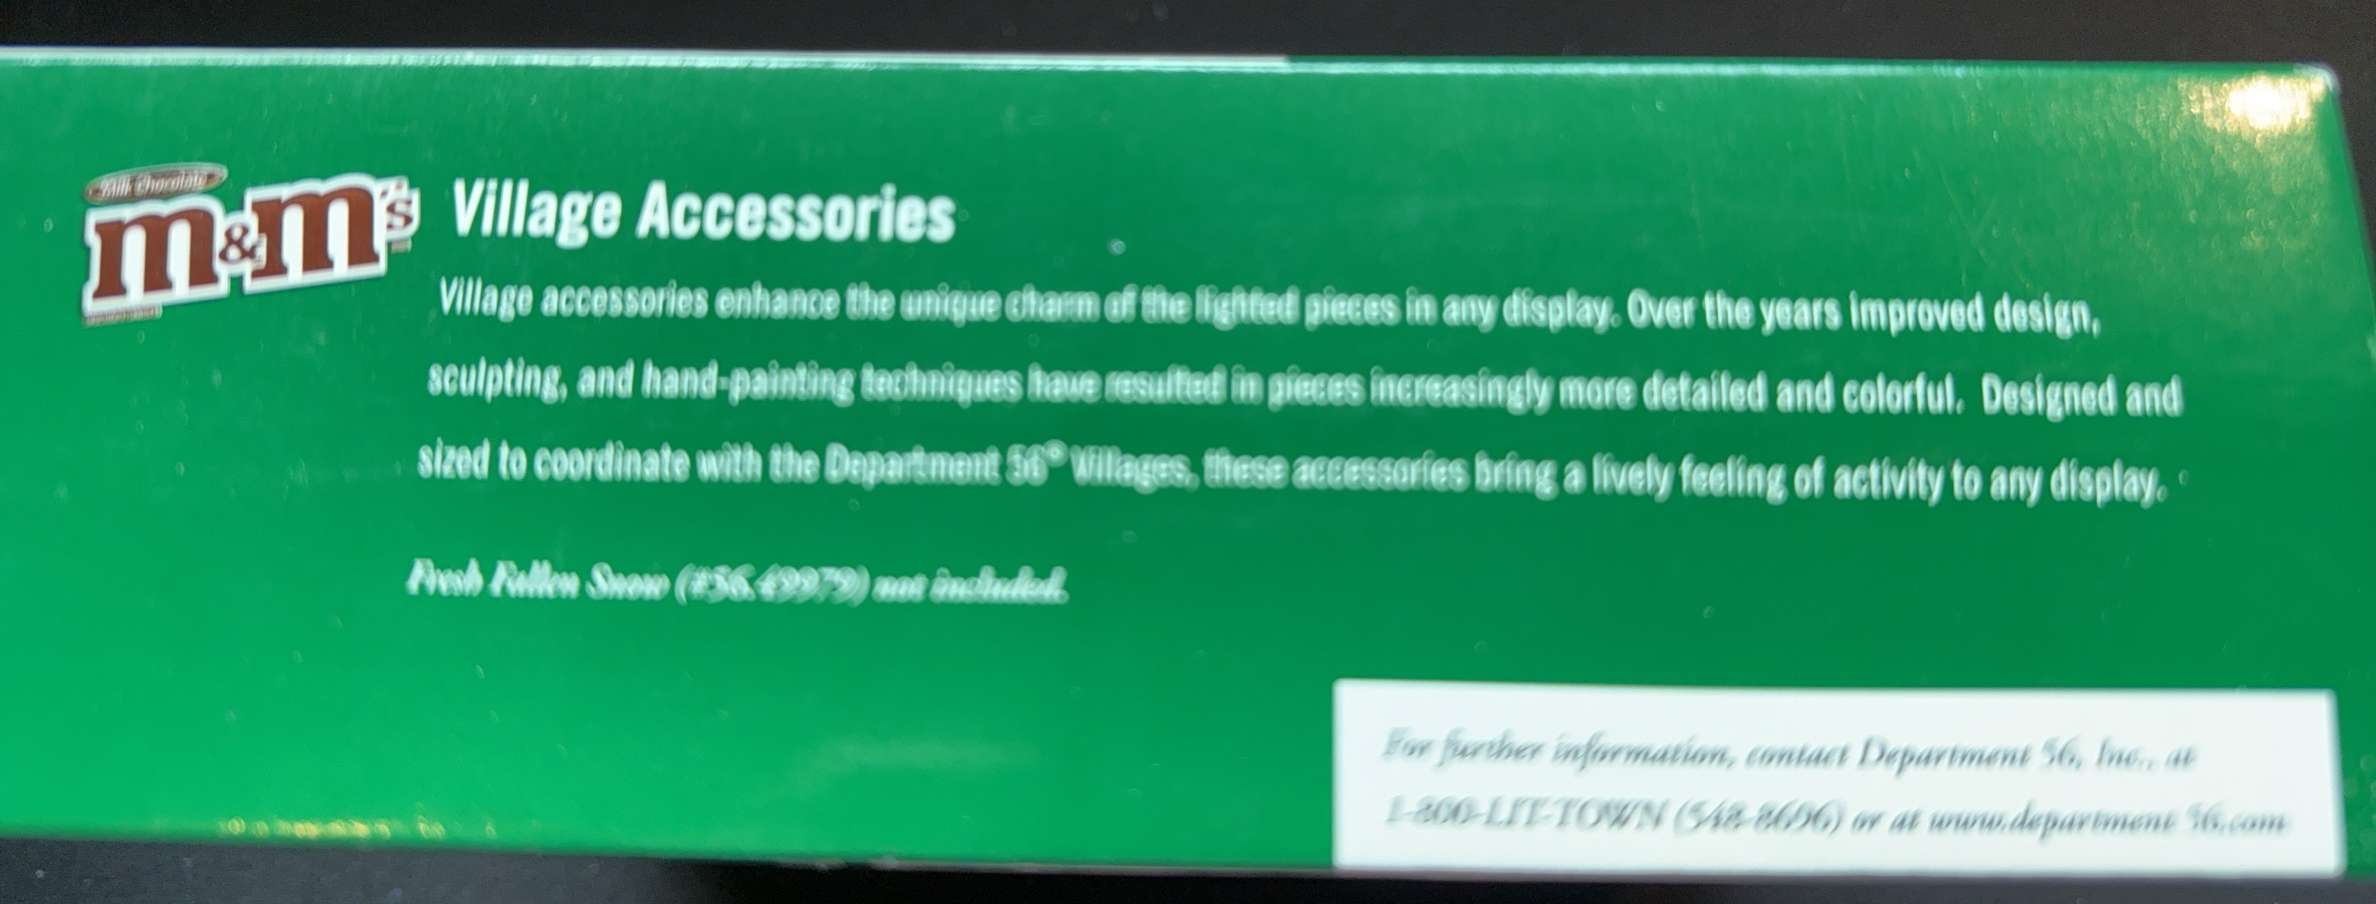 Milk Chocolate
m&m's
Village Accessories
Village accessories enhance the unique charm of the lighted pieces in any display. Over the years improved design,
sculpting, and hand-painting techniques have resulted in pieces increasingly more detailed and colorful. Designed and
sized to coordinate with the Department 56® Villages, these accessories bring a lively feeling of activity to any display.
Fresh Fallen Snow (#56.49979) not included.
For further information, contact Department 56, Inc., at
1-800-LIT-TOWN (548-8696) or at www.department 56.com